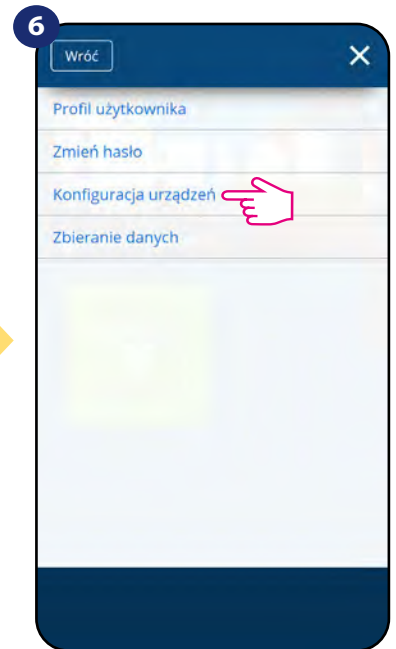 6
Wróć
Profil użytkownika
Zmień hasło
Konfiguracja urządzeń
Zbieranie danych